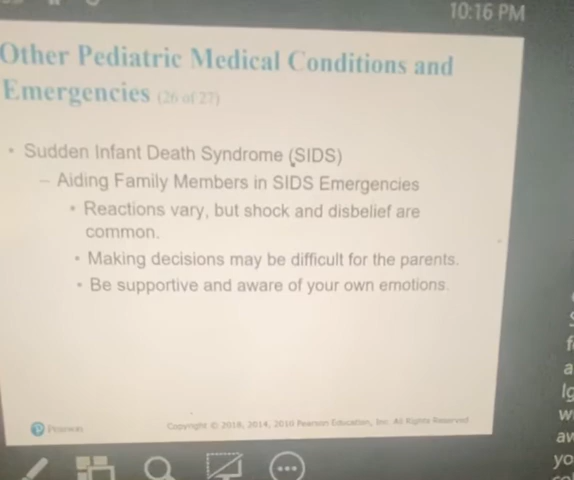 10:16 PM
Other Pediatric Medical Conditions and
Emergencies (26 of 27)
• Sudden Infant Death Syndrome (SIDS)
– Aiding Family Members in SIDS Emergencies
• Reactions vary, but shock and disbelief are
common.
• Making decisions may be difficult for the parents.
• Be supportive and aware of your own emotions.
Pearson
Copyright © 2018, 2014, 2010 Pearson Education, Inc. All Rights Reserved